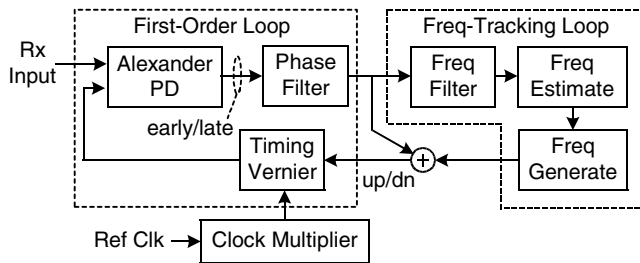 First-Order Loop
Freq-Tracking Loop
Rx
Input
Alexander
PD
early/late
Phase
Filter
Freq
Filter
Freq
Estimate
Timing
Vernier
up/dn
+
Freq
Generate
Ref Clk
Clock Multiplier